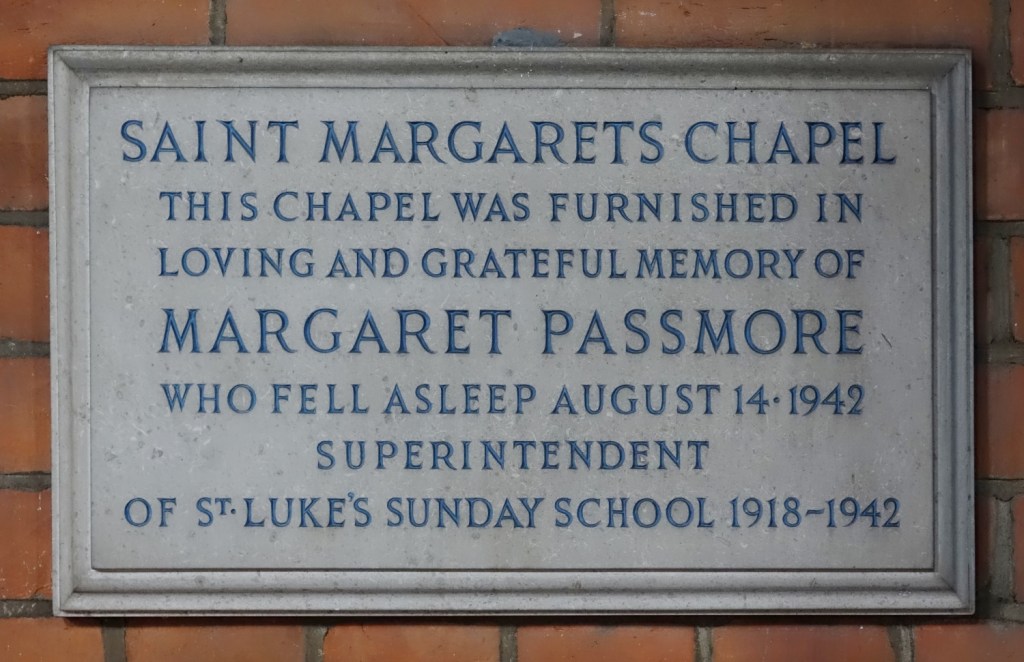 SAINT MARGARETS CHAPEL
THIS CHAPEL WAS FURNISHED IN
LOVING AND GRATEFUL MEMORY OF
MARGARET PASSMORE
WHO FELL ASLEEP AUGUST 14·1942
SUPERINTENDENT
OF ST. LUKE'S SUNDAY SCHOOL 1918-1942